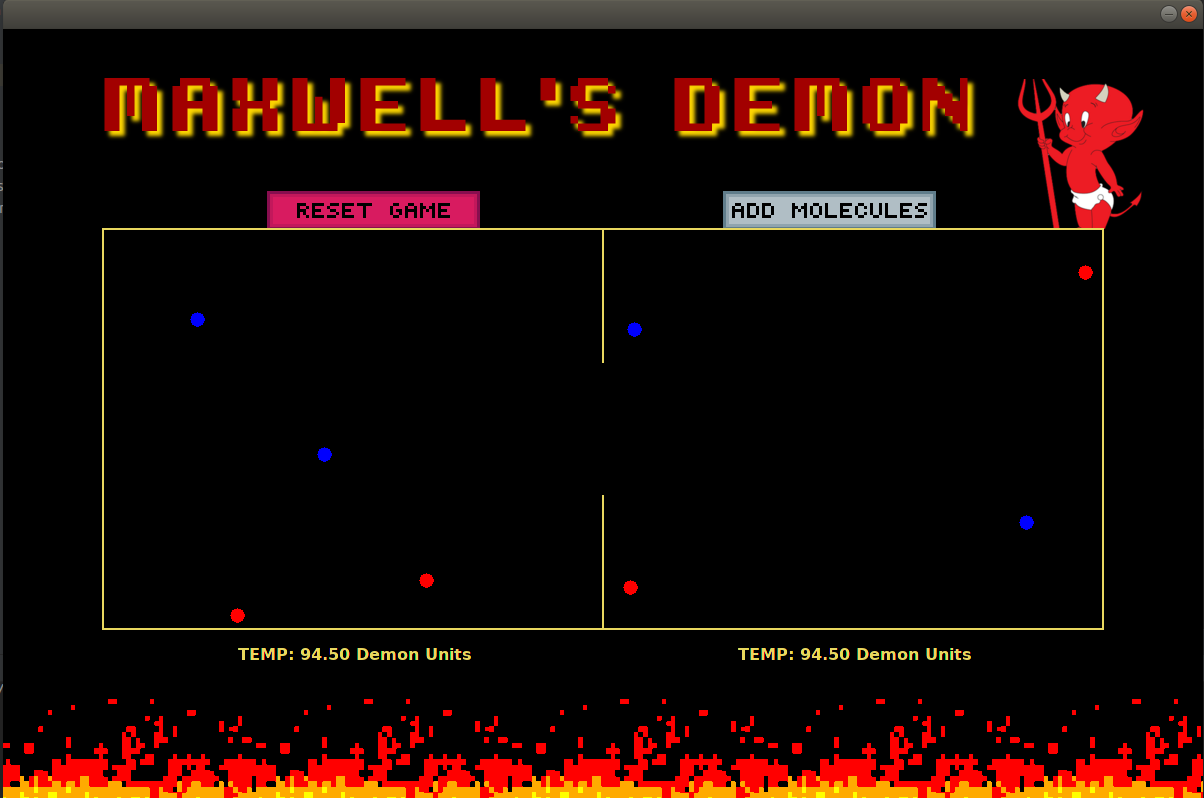 MAXWELL'S DEMON
RESET GAME
ADD MOLECULES
TEMP: 94.50 Demon Units
TEMP: 94.50 Demon Units